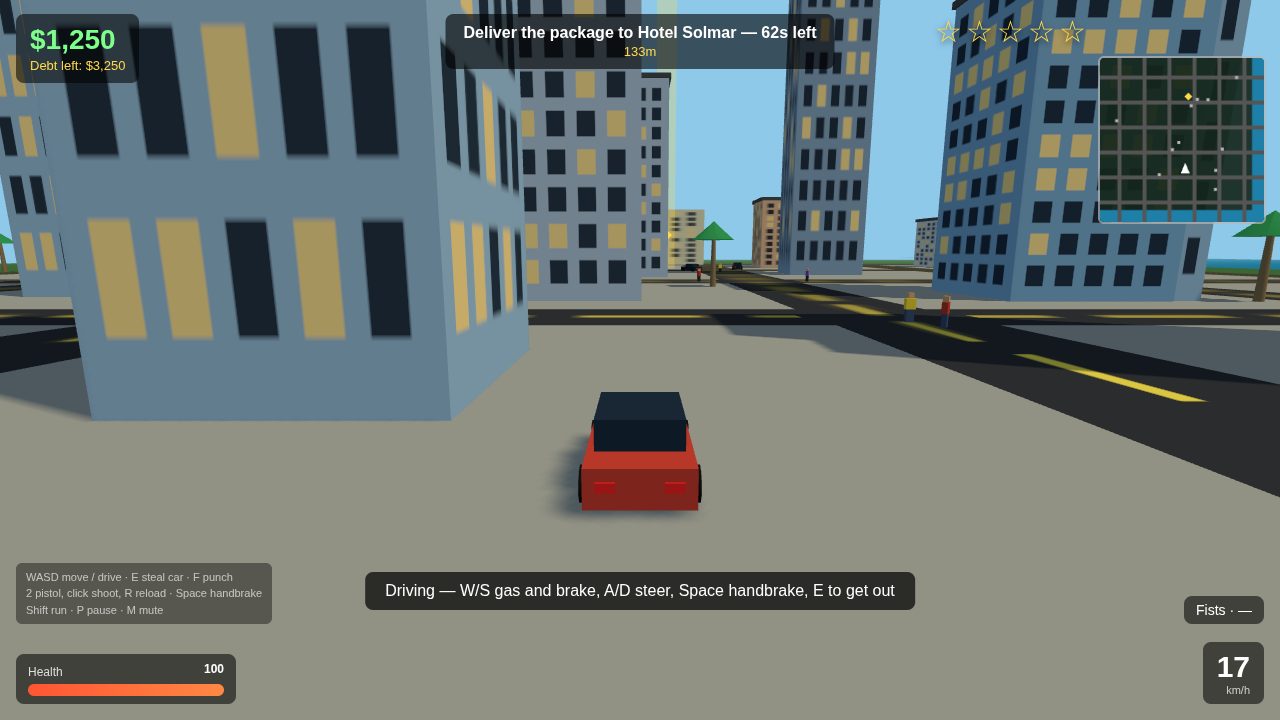 $1,250
Debt left: $3,250
Deliver the package to Hotel Solmar — 62s left
133m
WASD move / drive · E steal car · F punch
2 pistol, click shoot, R reload · Space handbrake
Shift run · P pause · M mute
Driving — W/S gas and brake, A/D steer, Space handbrake, E to get out
Fists · —
Health
100
17
km/h